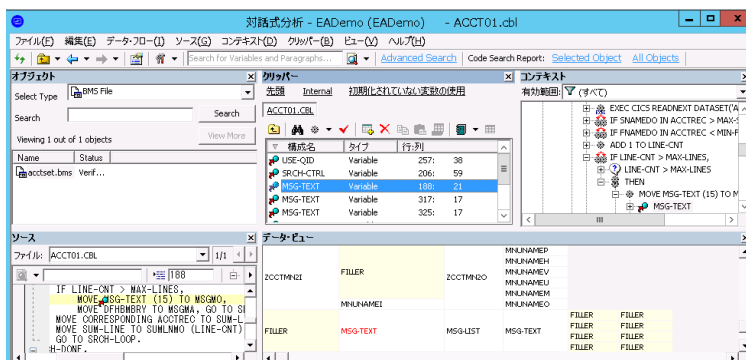 対話式分析 - EADemo (EADemo) - ACCT01.cbl
ファイル(F) 編集(E) データ・フロー(I) ソース(G) コンテキスト(D) クリッパー(B) ビュー(V) ヘルプ(H)
Search for Variables and Paragraphs... Advanced Search Code Search Report: Selected Object All Objects
オブジェクト
Select Type BMS File
Search Search
Viewing 1 out of 1 objects View More
Name Status
acctset.bms Verif...
クリッパー
先頭 Internal 初期化されていない変数の使用
ACCT01.CBL
構成名 タイプ 行:列
USE-QID Variable 257: 38
SRCH-CTRL Variable 206: 59
MSG-TEXT Variable 188: 21
MSG-TEXT Variable 317: 17
MSG-TEXT Variable 325: 17
コンテキスト
有効範囲: (すべて)
EXEC CICS READNEXT DATASET('A
IF SNAMEDO IN ACCTREC > MAX-
IF FNAMEDO IN ACCTREC < MIN-F
ADD 1 TO LINE-CNT
IF LINE-CNT > MAX-LINES,
LINE-CNT > MAX-LINES
THEN
MOVE MSG-TEXT (15) TO M
MSG-TEXT
ソース
ファイル: ACCT01.CBL 1/1
188
IF LINE-CNT > MAX-LINES,
MOVE MSG-TEXT (15) TO MSGMO,
MOVE DFHBMBRY TO MSGMA, GO TO S
MOVE CORRESPONDING ACCTREC TO SUM-L
MOVE SUM-LINE TO SUMLNMO (LINE-CNT)
GO TO SRCH-LOOP.
H-DONE.
データ・ビュー
MNUNAMEP
MNUNAMEH
ZCCTMN2I FILLER ZCCTMN2O MNUNAMEV
MNUNAMEU
MNUNAMEM
MNUNAMEI MNUNAMEO
FILLER MSG-TEXT MSG-LIST MSG-TEXT FILLER FILLER
FILLER FILLER
FILLER FILLER
FILLER FILLER